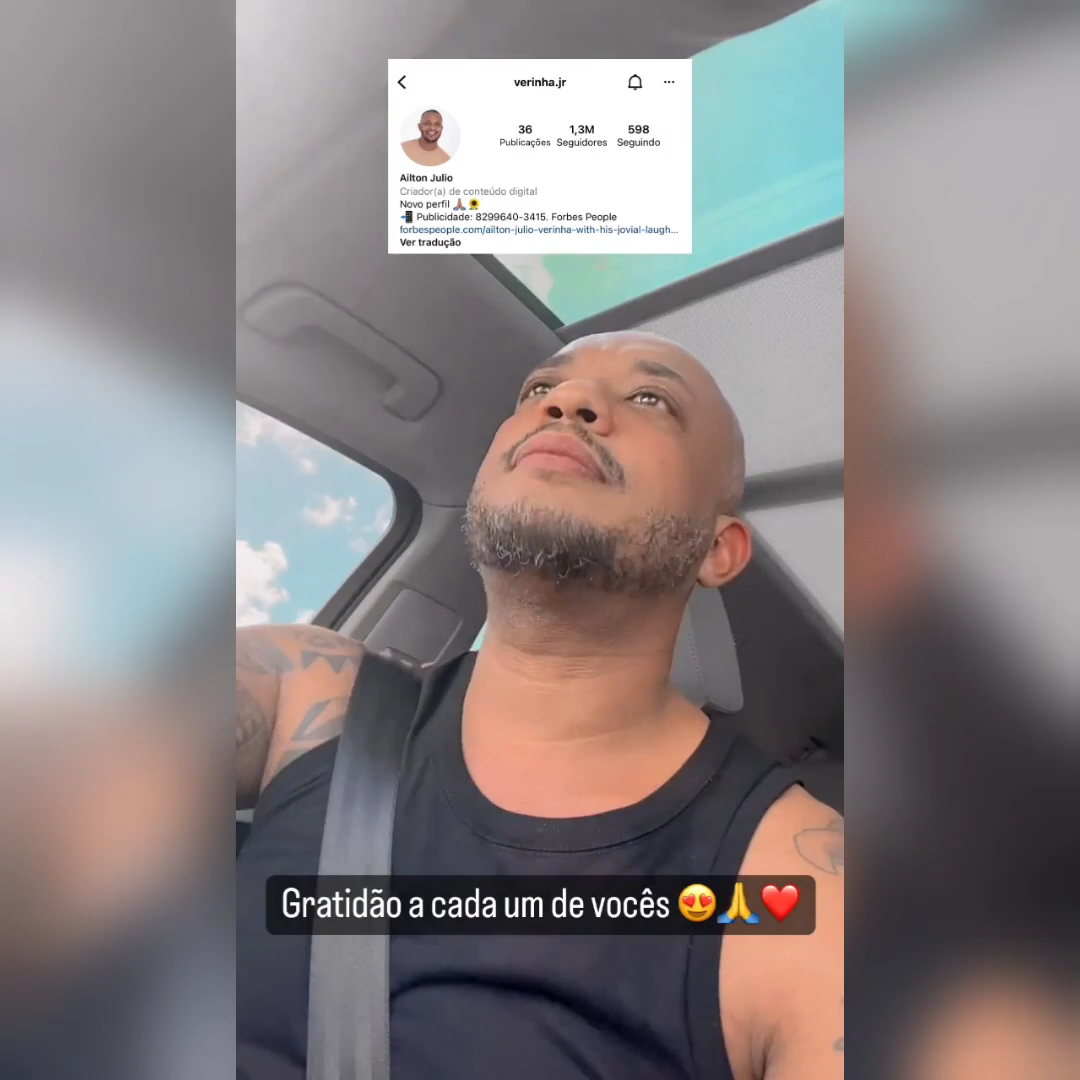 verinha.jr
36 1,3M 598
Publicações Seguidores Seguindo
Ailton Julio
Criador(a) de conteúdo digital
Novo perfil 🙏🏽🌻
📲 Publicidade: 8299640-3415. Forbes People
forbespeople.com/ailton-julio-verinha-with-his-jovial-laugh...
Ver tradução
Gratidão a cada um de vocês 😍🙏❤️